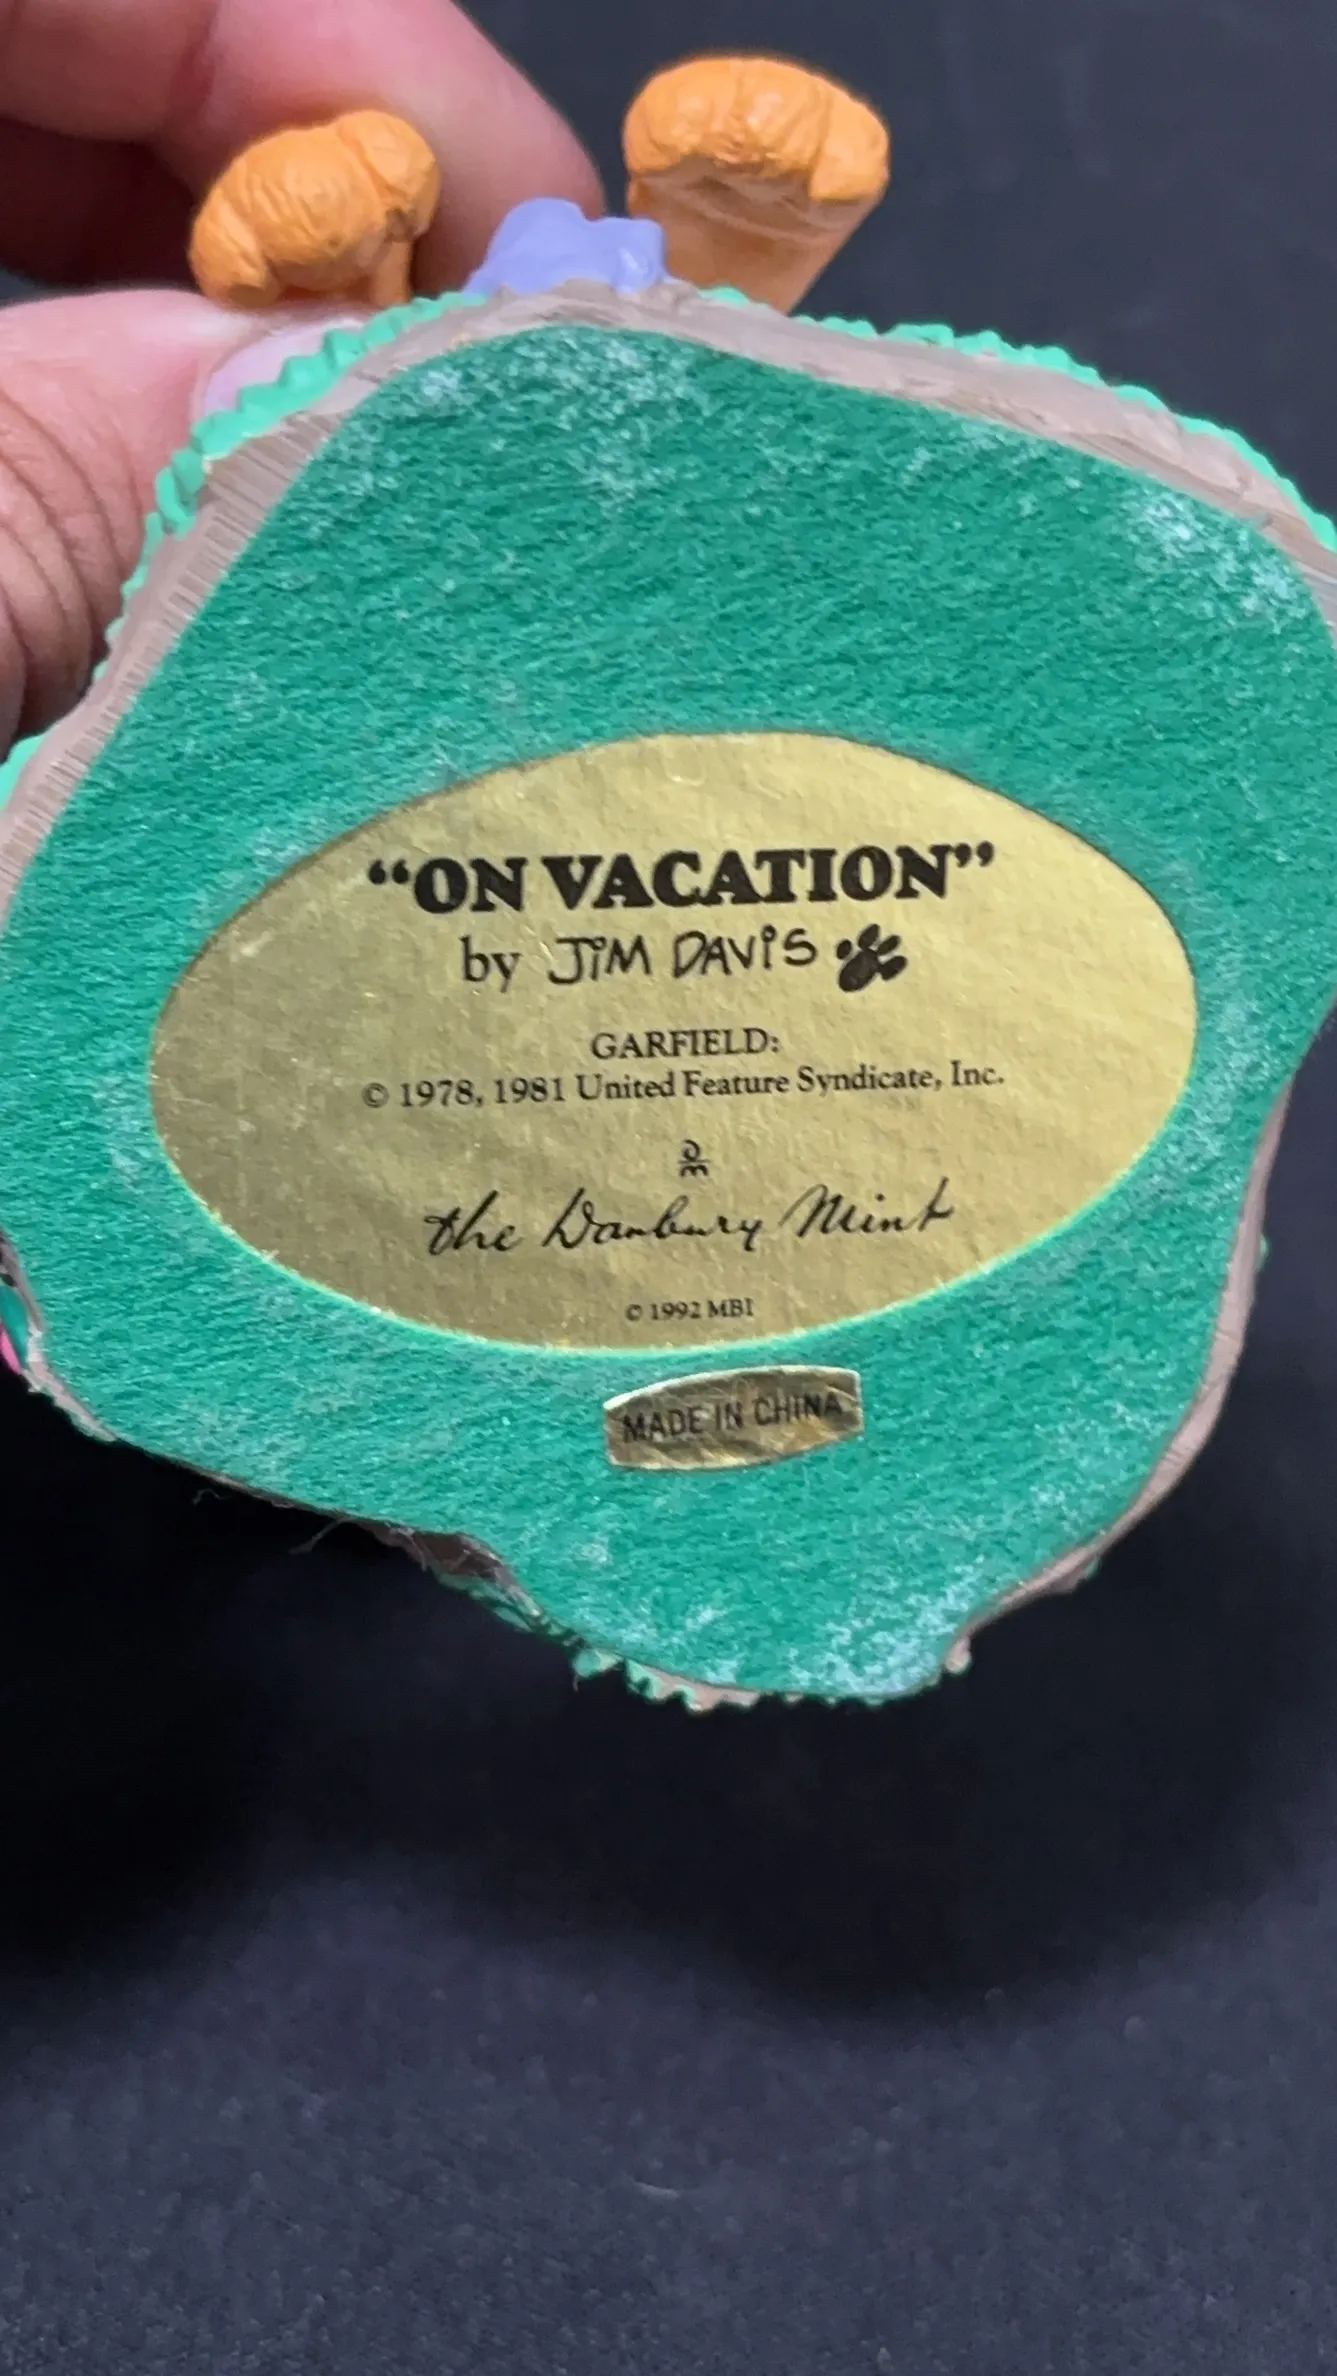 “ON VACATION”
by JIM DAVIS
GARFIELD:
© 1978, 1981 United Feature Syndicate, Inc.
the Danbury Mint
© 1992 MBI
MADE IN CHINA